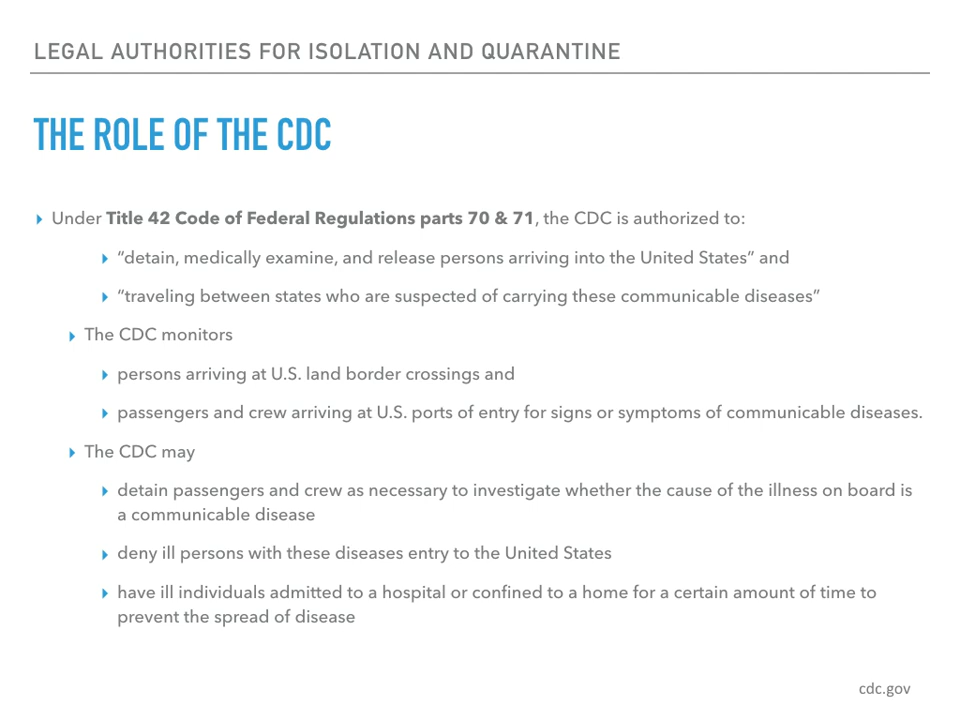 LEGAL AUTHORITIES FOR ISOLATION AND QUARANTINE
THE ROLE OF THE CDC
Under Title 42 Code of Federal Regulations parts 70 & 71, the CDC is authorized to:
“detain, medically examine, and release persons arriving into the United States” and
“traveling between states who are suspected of carrying these communicable diseases”
The CDC monitors
persons arriving at U.S. land border crossings and
passengers and crew arriving at U.S. ports of entry for signs or symptoms of communicable diseases.
The CDC may
detain passengers and crew as necessary to investigate whether the cause of the illness on board is
a communicable disease
deny ill persons with these diseases entry to the United States
have ill individuals admitted to a hospital or confined to a home for a certain amount of time to
prevent the spread of disease
cdc.gov